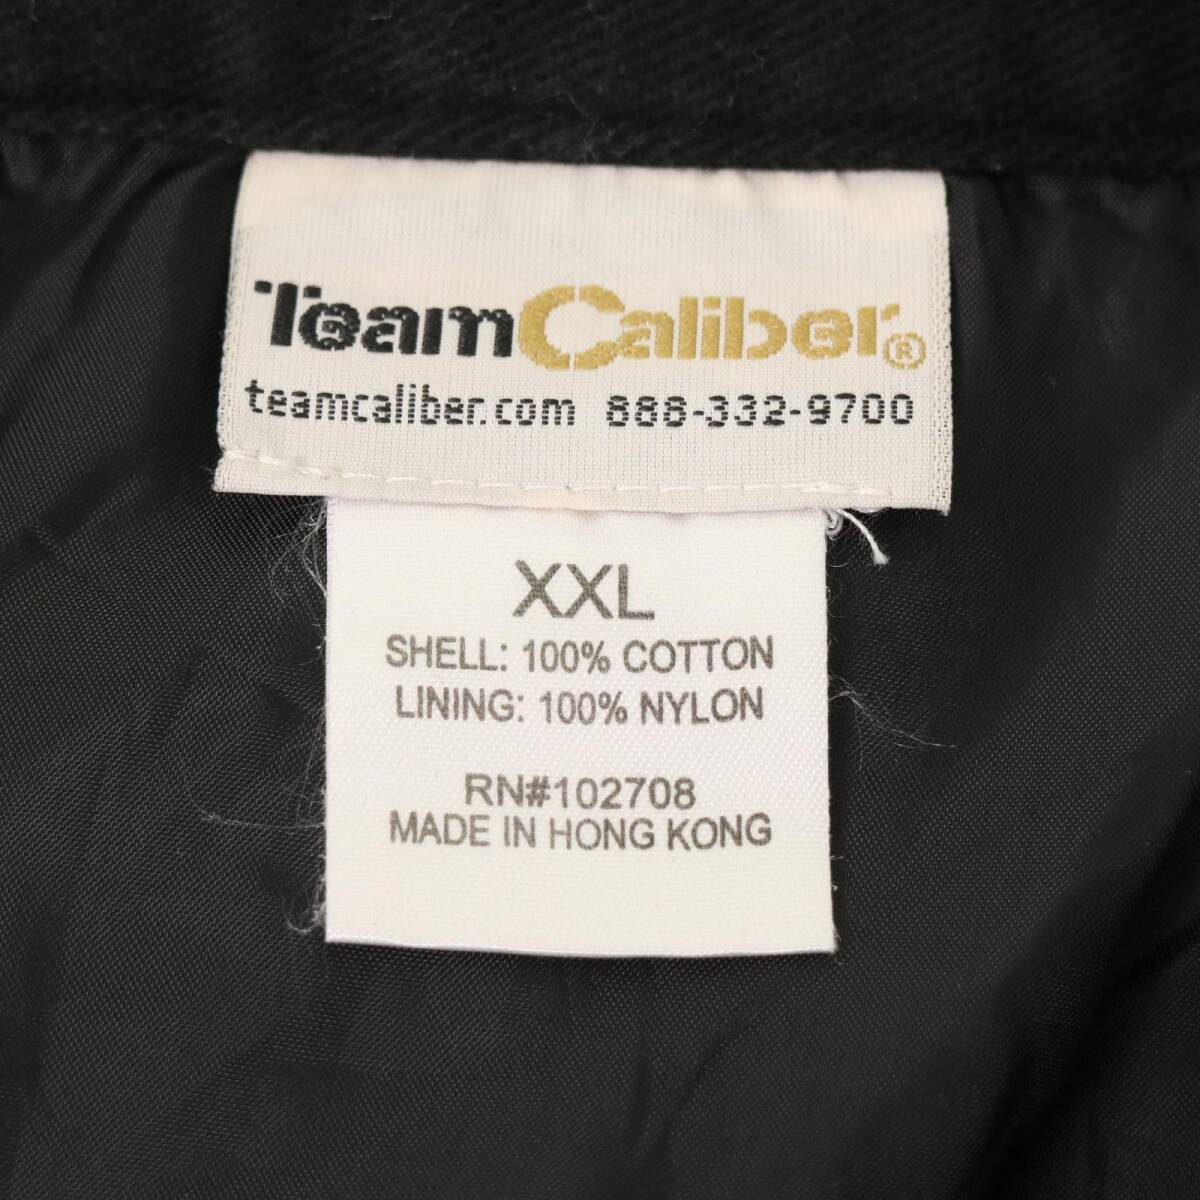 TeamCaliber®
teamcaliber.com 888-332-9700
XXL
SHELL: 100% COTTON
LINING: 100% NYLON
RN#102708
MADE IN HONG KONG